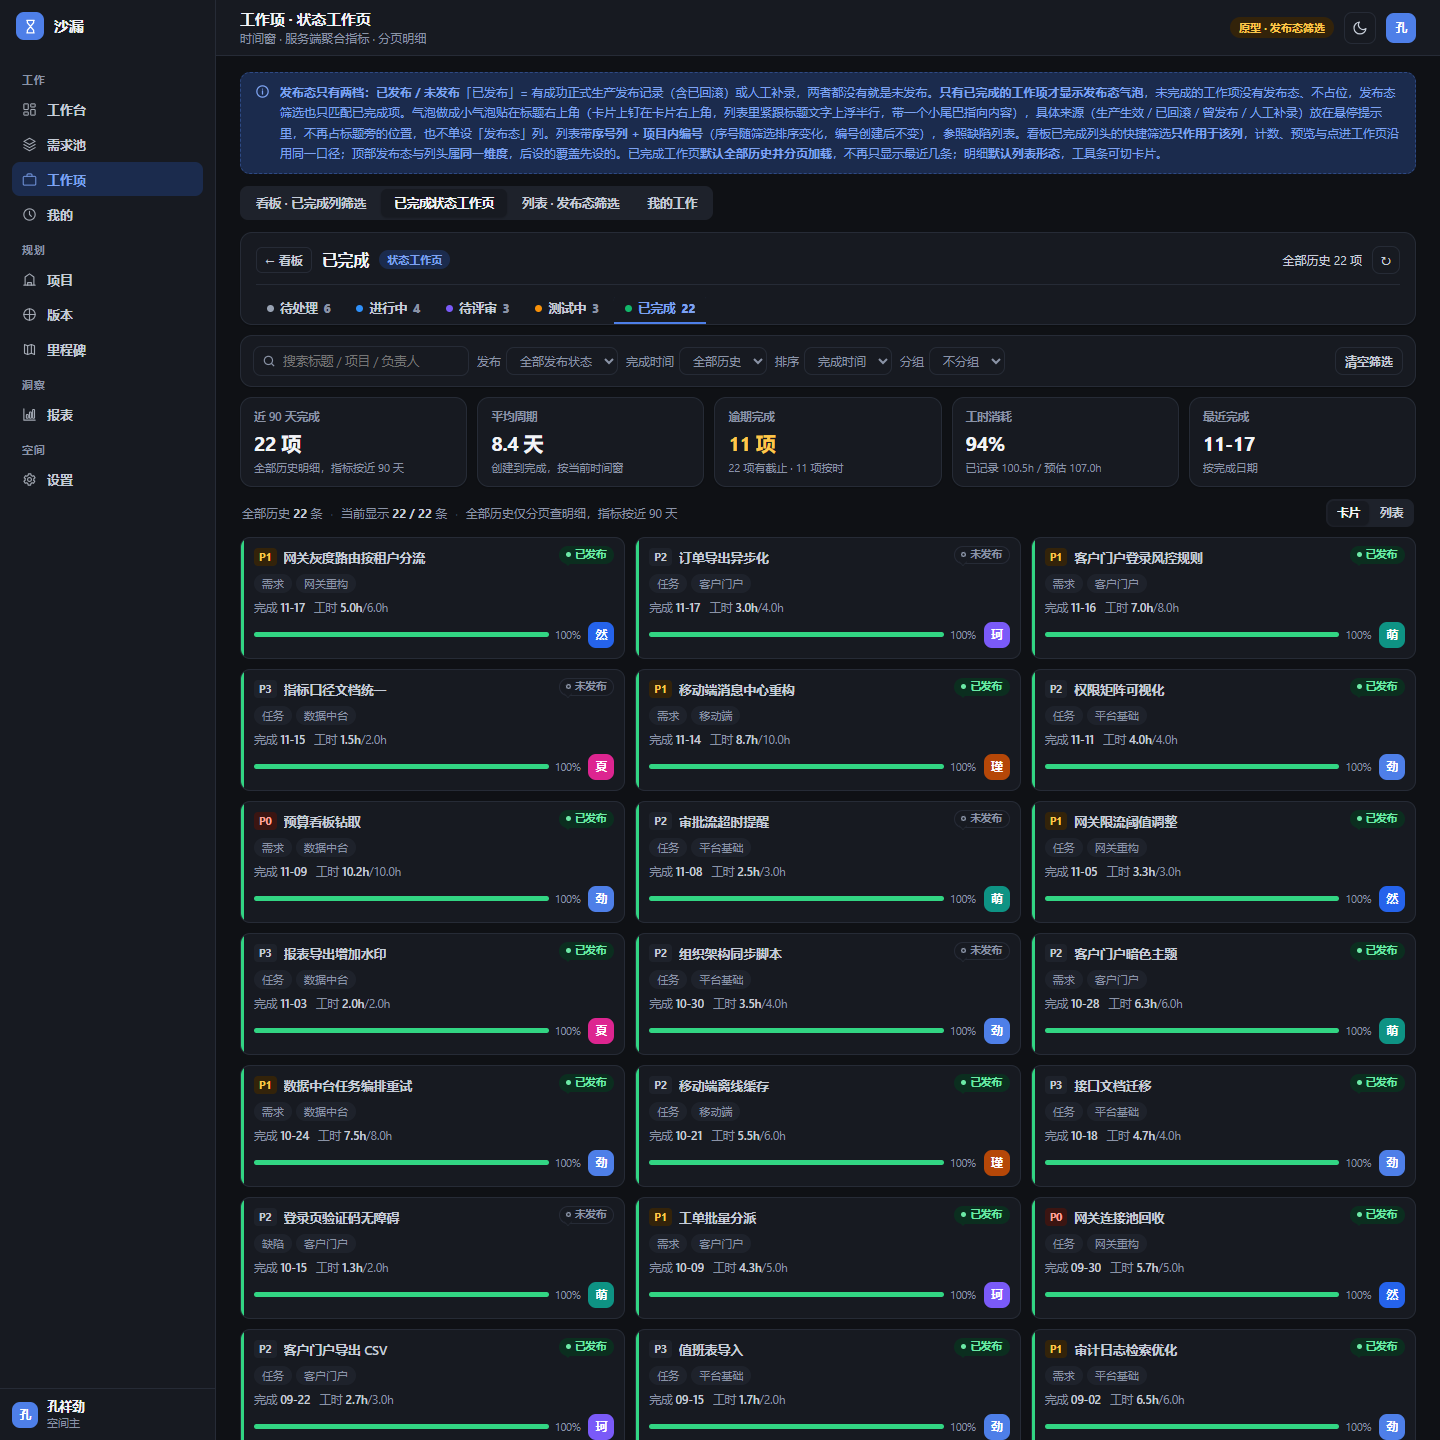 沙漏
工作
工作台
需求池
工作项
我的
规划
项目
版本
里程碑
洞察
报表
空间
设置
孔
孔祥劲
空间主
工作项 · 状态工作页
时间窗 · 服务端聚合指标 · 分页明细
原型 · 发布态筛选
孔
发布态只有两档：已发布 / 未发布「已发布」= 有成功正式生产发布记录（含已回滚）或人工补录，两者都没有就是未发布。只有已完成的工作项才显示发布态气泡，未完成的工作项没有发布态、不占位，发布态
筛选也只匹配已完成项。气泡做成小气泡贴在标题右上角（卡片上钉在卡片右上角，列表里紧跟标题文字上浮半行，带一个小尾巴指向内容），具体来源（生产生效 / 已回滚 / 曾发布 / 人工补录）放在悬停提示
里，不再占标题旁的位置，也不单设「发布态」列。列表带序号列 + 项目内编号（序号随筛选排序变化，编号创建后不变），参照缺陷列表。看板已完成列头的快捷筛选只作用于该列，计数、预览与点进工作页沿
用同一口径；顶部发布态与列头属同一维度，后设的覆盖先设的。已完成工作页默认全部历史并分页加载，不再只显示最近几条；明细默认列表形态，工具条可切卡片。
看板 · 已完成列筛选
已完成状态工作页
列表 · 发布态筛选
我的工作
← 看板
已完成
状态工作页
全部历史 22 项
↻
待处理 6
进行中 4
待评审 3
测试中 3
已完成 22
搜索标题 / 项目 / 负责人
发布
全部发布状态
完成时间
全部历史
排序
完成时间
分组
不分组
清空筛选
近 90 天完成
22 项
全部历史明细，指标按近 90 天
平均周期
8.4 天
创建到完成，按当前时间窗
逾期完成
11 项
22 项有截止 · 11 项按时
工时消耗
94%
已记录 100.5h / 预估 107.0h
最近完成
11-17
按完成日期
全部历史 22 条 · 当前显示 22 / 22 条 · 全部历史仅分页查明细，指标按近 90 天
卡片
列表
P1 网关灰度路由按租户分流
已发布
需求 网关重构
完成 11-17 工时 5.0h/6.0h
100% 然
P2 订单导出异步化
未发布
任务 客户门户
完成 11-17 工时 3.0h/4.0h
100% 珂
P1 客户门户登录风控规则
已发布
需求 客户门户
完成 11-16 工时 7.0h/8.0h
100% 萌
P3 指标口径文档统一
未发布
任务 数据中台
完成 11-15 工时 1.5h/2.0h
100% 夏
P1 移动端消息中心重构
已发布
需求 移动端
完成 11-14 工时 8.7h/10.0h
100% 瑾
P2 权限矩阵可视化
已发布
任务 平台基础
完成 11-11 工时 4.0h/4.0h
100% 劲
P0 预算看板钻取
已发布
需求 数据中台
完成 11-09 工时 10.2h/10.0h
100% 劲
P2 审批流超时提醒
未发布
任务 平台基础
完成 11-08 工时 2.5h/3.0h
100% 萌
P1 网关限流阈值调整
已发布
任务 网关重构
完成 11-05 工时 3.3h/3.0h
100% 然
P3 报表导出增加水印
已发布
任务 数据中台
完成 11-03 工时 2.0h/2.0h
100% 夏
P2 组织架构同步脚本
未发布
任务 平台基础
完成 10-30 工时 3.5h/4.0h
100% 劲
P2 客户门户暗色主题
已发布
需求 客户门户
完成 10-28 工时 6.3h/6.0h
100% 萌
P1 数据中台任务编排重试
已发布
需求 数据中台
完成 10-24 工时 7.5h/8.0h
100% 劲
P2 移动端离线缓存
已发布
任务 移动端
完成 10-21 工时 5.5h/6.0h
100% 瑾
P3 接口文档迁移
已发布
任务 平台基础
完成 10-18 工时 4.7h/4.0h
100% 劲
P2 登录页验证码无障碍
未发布
缺陷 客户门户
完成 10-15 工时 1.3h/2.0h
100% 萌
P1 工单批量分派
已发布
需求 客户门户
完成 10-09 工时 4.3h/5.0h
100% 珂
P0 网关连接池回收
已发布
任务 网关重构
完成 09-30 工时 5.7h/5.0h
100% 然
P2 客户门户导出 CSV
已发布
任务 客户门户
完成 09-22 工时 2.7h/3.0h
100% 珂
P3 值班表导入
已发布
任务 平台基础
完成 09-15 工时 1.7h/2.0h
100% 劲
P1 审计日志检索优化
已发布
需求 平台基础
完成 09-02 工时 6.5h/6.0h
100% 劲